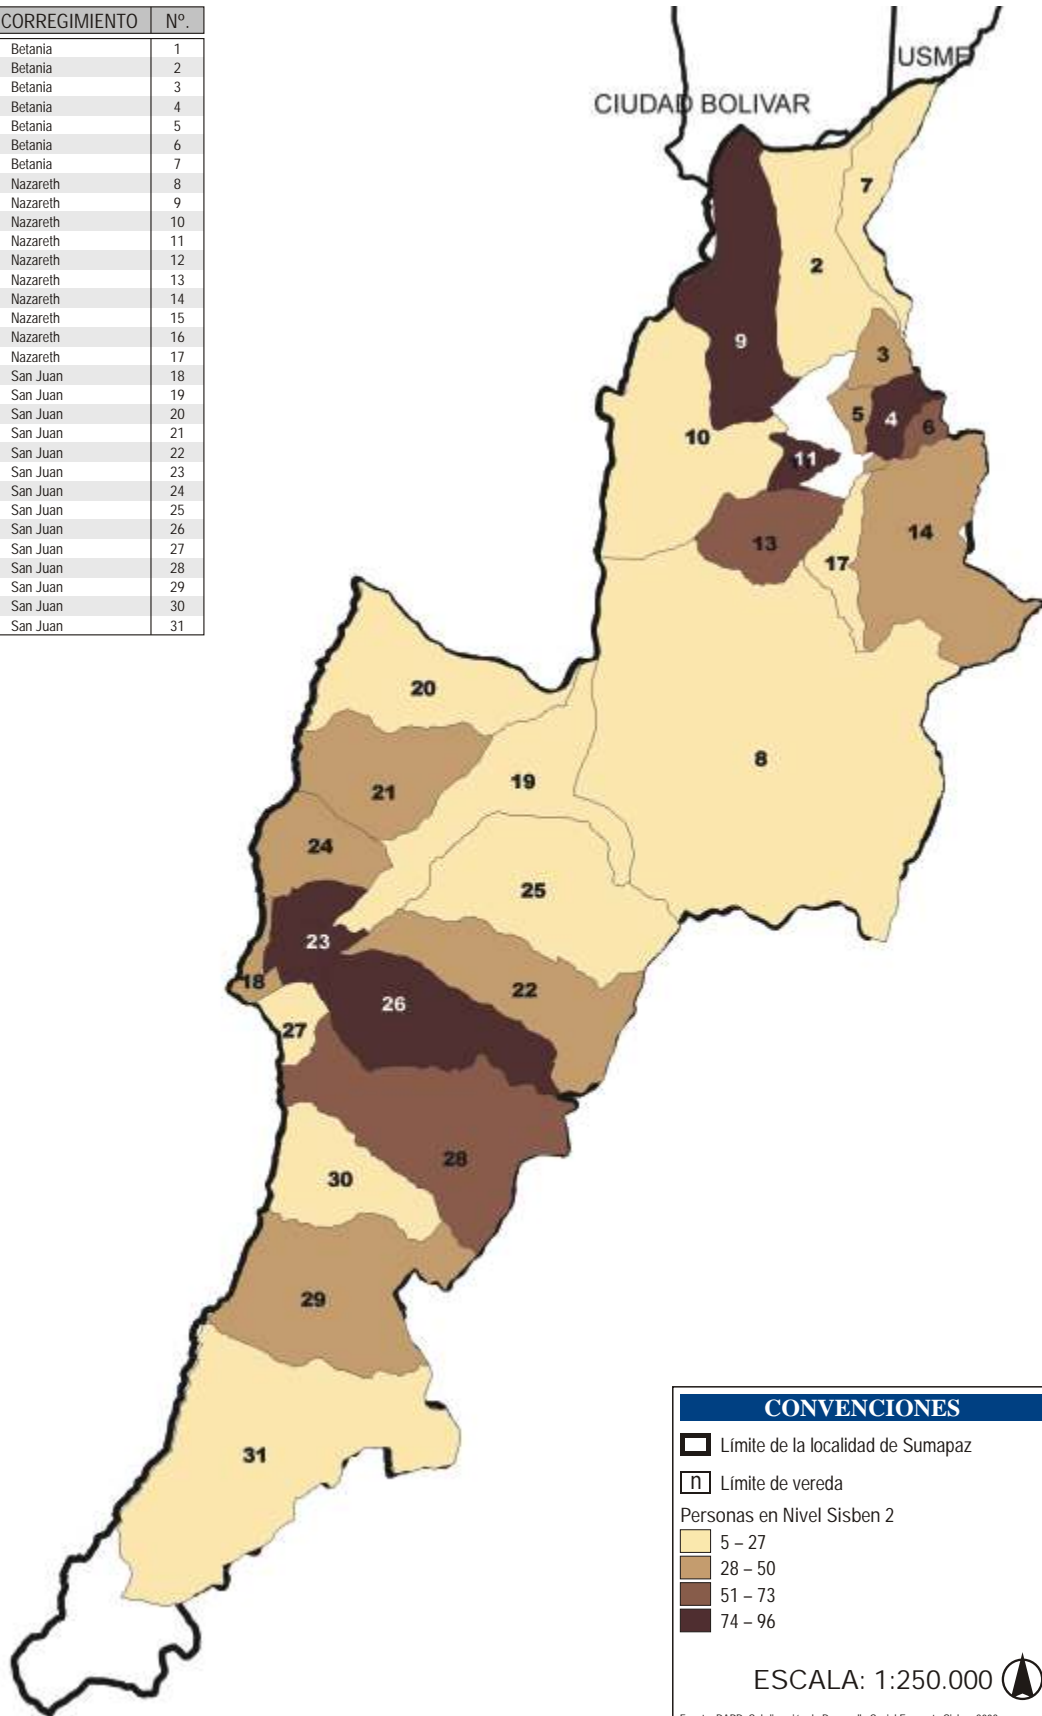 CORREGIMIENTO Nº.
Betania 1
Betania 2
Betania 3
Betania 4
Betania 5
Betania 6
Betania 7
Nazareth 8
Nazareth 9
Nazareth 10
Nazareth 11
Nazareth 12
Nazareth 13
Nazareth 14
Nazareth 15
Nazareth 16
Nazareth 17
San Juan 18
San Juan 19
San Juan 20
San Juan 21
San Juan 22
San Juan 23
San Juan 24
San Juan 25
San Juan 26
San Juan 27
San Juan 28
San Juan 29
San Juan 30
San Juan 31
USME
CIUDAD BOLIVAR
7
2
9
3
5
4
6
10
11
13
14
17
20
8
19
21
24
25
23
18
22
26
27
28
30
29
31
CONVENCIONES
Límite de la localidad de Sumapaz
n Límite de vereda
Personas en Nivel Sisben 2
5 – 27
28 – 50
51 – 73
74 – 96
ESCALA: 1:250.000